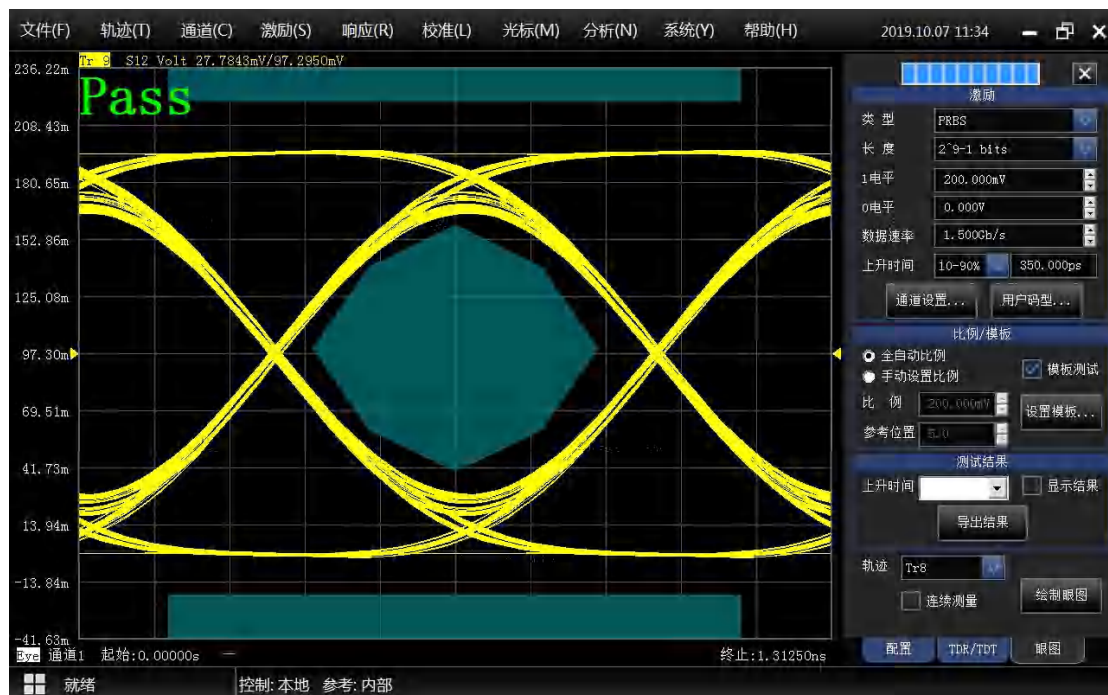 文件(F) 轨迹(T) 通道(C) 激励(S) 响应(R) 校准(L) 光标(M) 分析(N) 系统(Y) 帮助(H) 2019.10.07 11:34
Tr 9 S12 Volt 27.7843mV/97.2950mV
Pass
236.22m
208.43m
180.65m
152.86m
125.08m
97.30m
69.51m
41.73m
13.94m
-13.84m
-41.63m
Eye 通道1 起始:0.00000s — 终止:1.31250ns
激励
类 型 PRBS
长 度 2^9-1 bits
1电平 200.000mV
0电平 0.000V
数据速率 1.500Gb/s
上升时间 10-90% 350.000ps
通道设置... 用户码型...
比例/模板
全自动比例
手动设置比例
模板测试
比 例 200.000mV
设置模板...
参考位置
测试结果
上升时间 显示结果
导出结果
轨迹 Tr8
连续测量
绘制眼图
配置 TDR/TDT 眼图
就绪 控制: 本地 参考: 内部